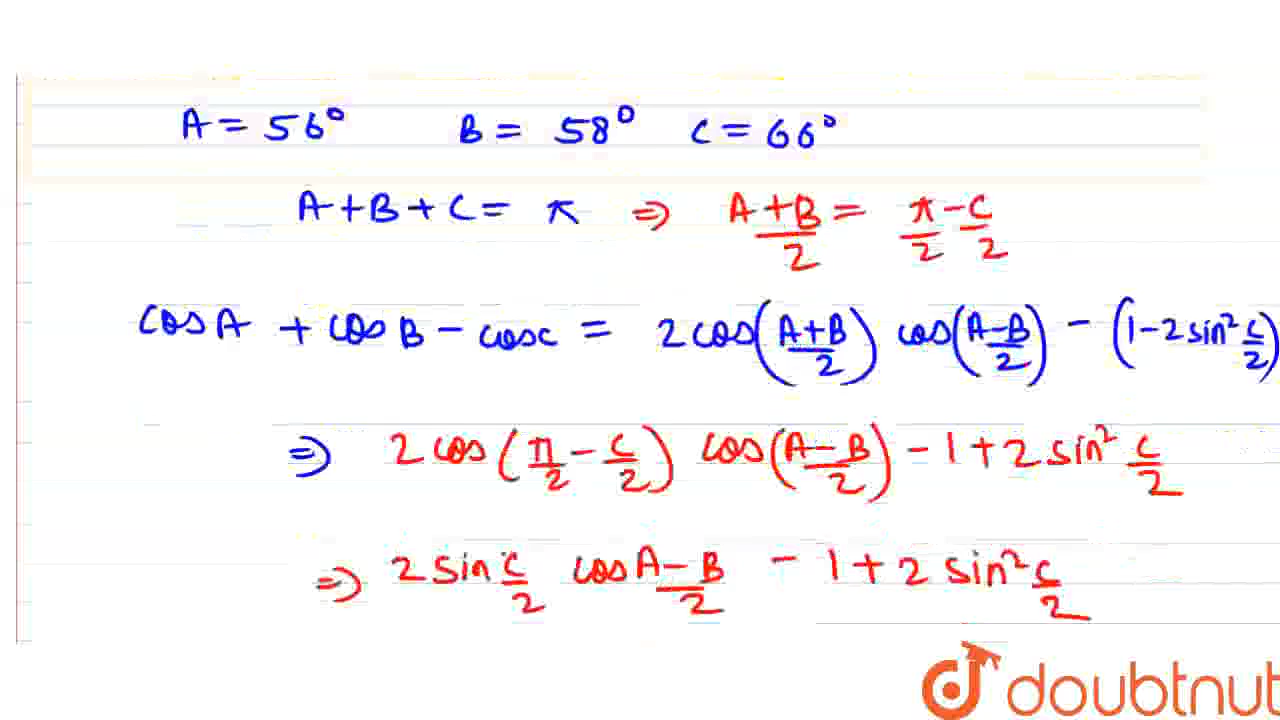 A = 56° B = 58° C = 66°
A + B + C = π ⇒ A+B/2 = π/2 - C/2
cos A + cos B - cos C = 2 cos(A+B/2) cos(A-B/2) - (1 - 2 sin² C/2)
⇒ 2 cos(π/2 - C/2) cos(A-B/2) - 1 + 2 sin² C/2
⇒ 2 sin C/2 cos A-B/2 - 1 + 2 sin² C/2
doubtnut